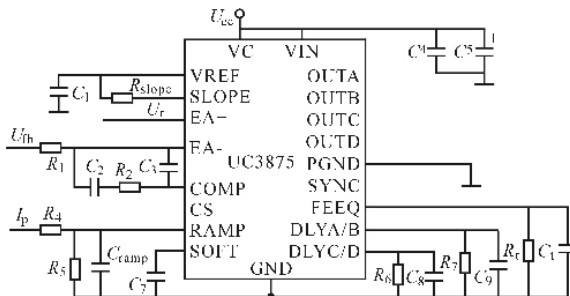 Ucc
VC VIN
C4 C5
VREF OUTA
C1 Rslope SLOPE OUTB
Ur EA+ OUTC
OUTD
Ufh EA- UC3875 PGND
R1 C2 R2 C3
COMP SYNC
CS FEEQ
Ip R4 RAMP DLYA/B
SOFT DLYC/D
R5 Cramp C7 GND R6 C8 R7 C9 Rt C1